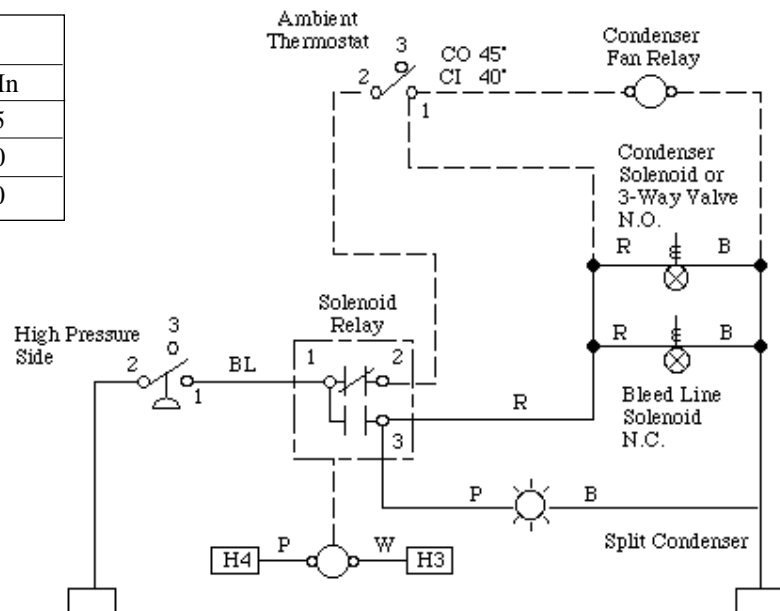 In
5
0
0
Ambient
Thermostat
3
2
CO 45°
CI 40°
1
Condenser
Fan Relay
Condenser
Solenoid or
3-Way Valve
N.O.
R
B
R
B
Bleed Line
Solenoid
N.C.
High Pressure
Side
3
2
1
BL
Solenoid
Relay
1
2
3
R
P
B
Split Condenser
H4
P
W
H3